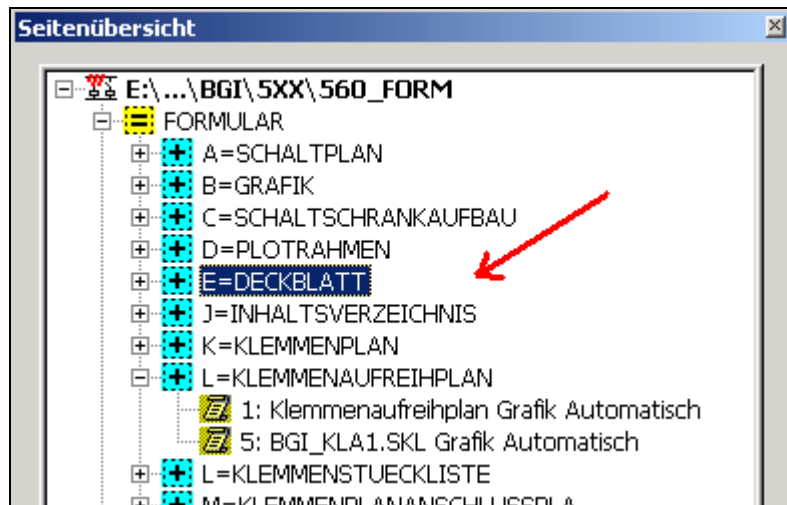 Seitenübersicht
E:\...\BGI\5XX\560_FORM
FORMULAR
A=SCHALTPLAN
B=GRAFIK
C=SCHALTSCHRANKAUFBAU
D=PLOTRAHMEN
E=DECKBLATT
J=INHALTSVERZEICHNIS
K=KLEMMENPLAN
L=KLEMMENAUFREIHPLAN
1: Klemmenaufreihplan Grafik Automatisch
5: BGI_KLA1.SKL Grafik Automatisch
L=KLEMMENSTUECKLISTE
M=KLEMMENPLANANSCHLUSSPLA